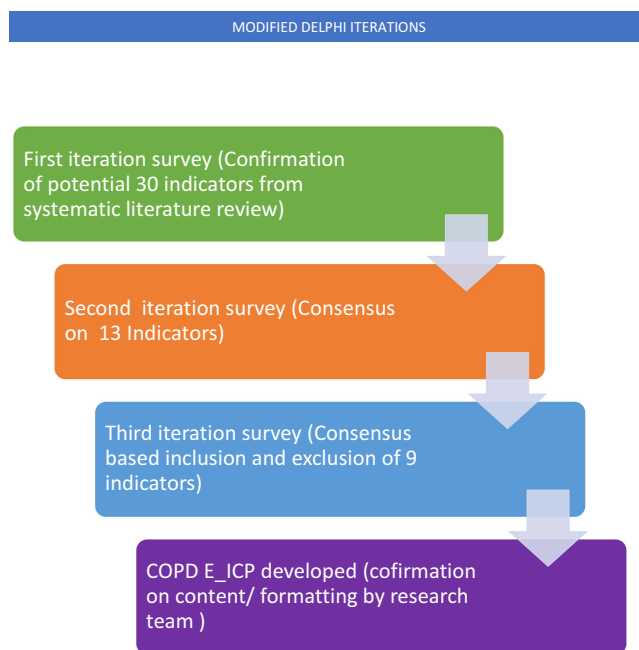 MODIFIED DELPHI ITERATIONS
First iteration survey (Confirmation
of potential 30 indicators from
systematic literature review)
Second  iteration survey (Consensus
on  13 Indicators)
Third iteration survey (Consensus
based inclusion and exclusion of 9
indicators)
COPD E_ICP developed (cofirmation
on content/ formatting by research
team )